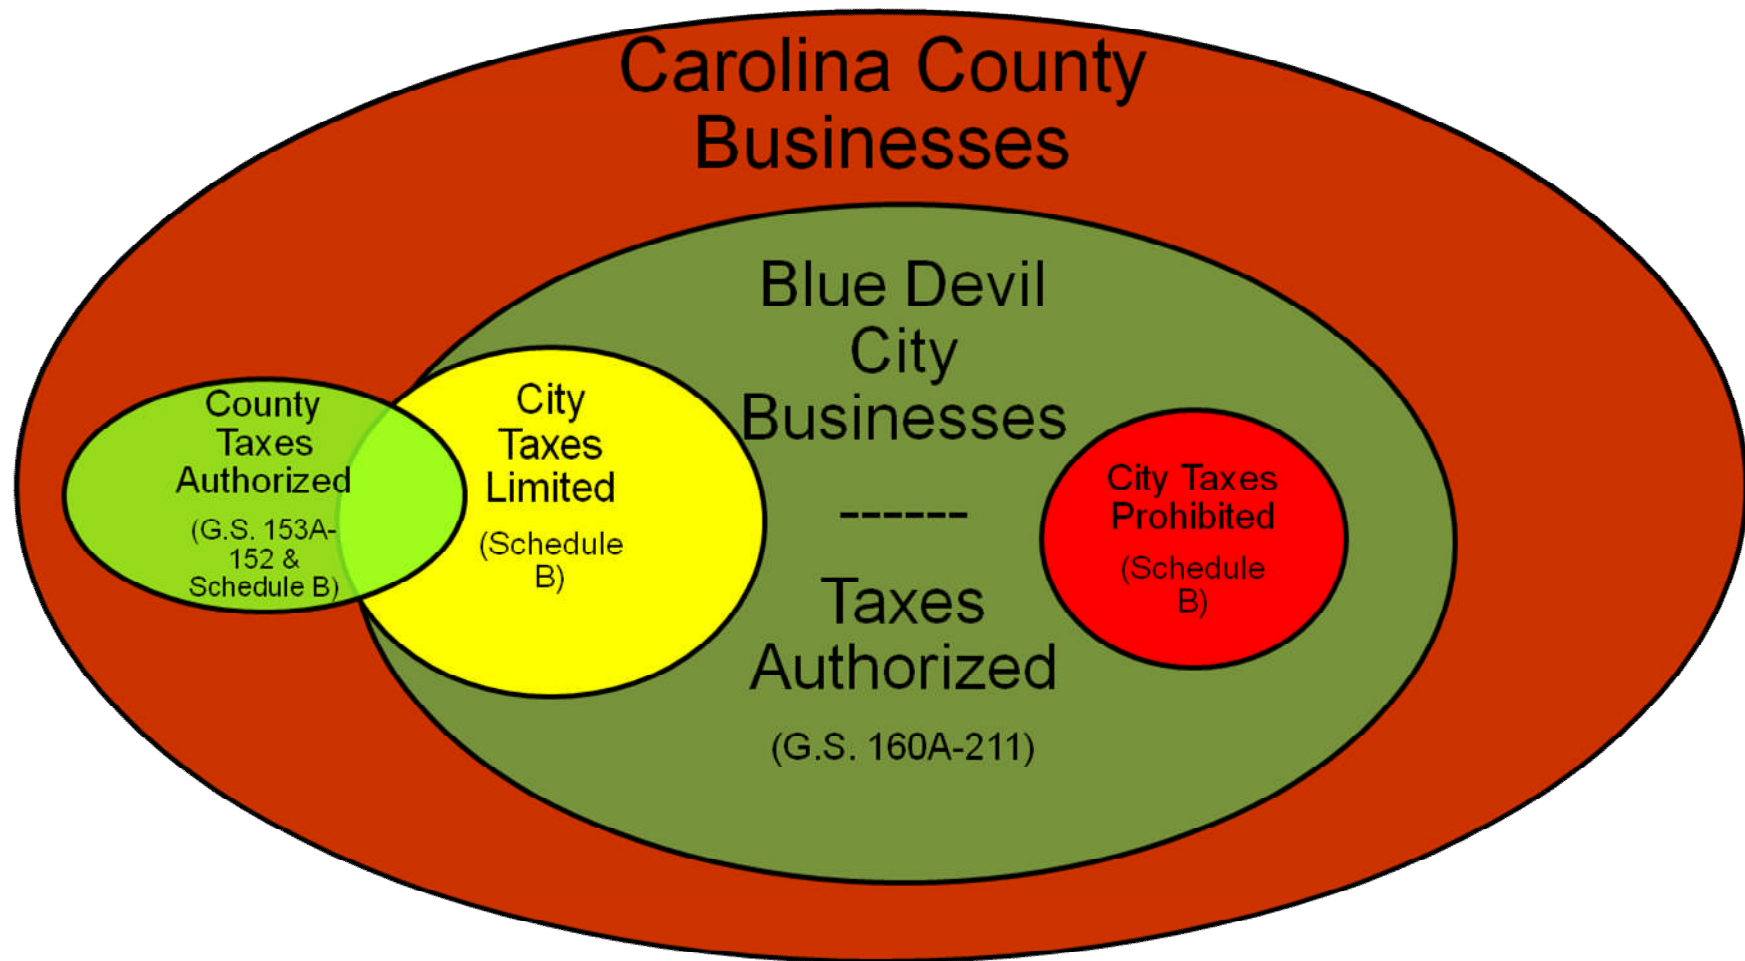 Carolina County
Businesses
Blue Devil
City
Businesses
------
Taxes
Authorized
(G.S. 160A-211)
County
Taxes
Authorized
(G.S. 153A-
152 &
Schedule B)
City
Taxes
Limited
(Schedule
B)
City Taxes
Prohibited
(Schedule
B)